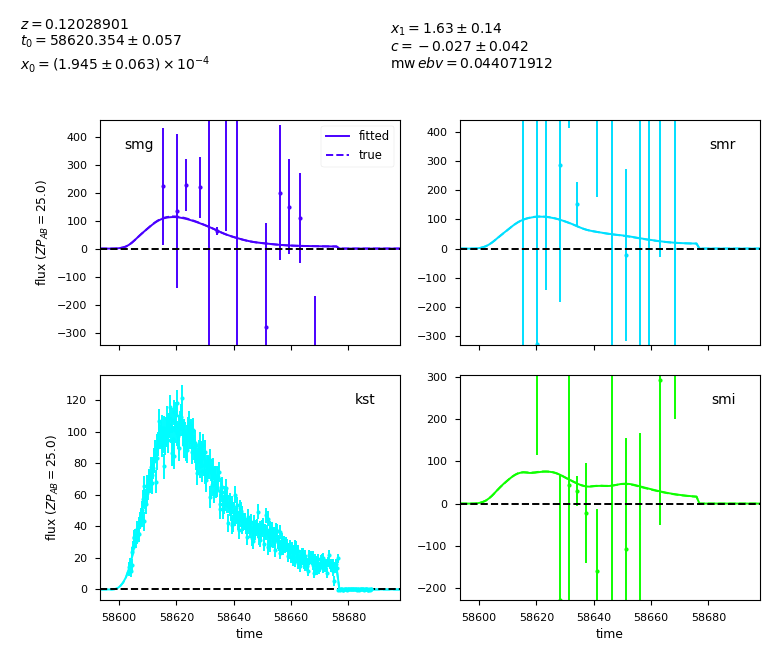 z = 0.12028901
t₀ = 58620.354 ± 0.057
x₀ = (1.945 ± 0.063) × 10⁻⁴
x₁ = 1.63 ± 0.14
c = −0.027 ± 0.042
mw ebv = 0.044071912
smg
fitted
true
400
300
200
100
0
−100
−200
−300
flux (ZP_AB = 25.0)
smr
400
300
200
100
0
−100
−200
−300
kst
120
100
80
60
40
20
0
flux (ZP_AB = 25.0)
58600 58620 58640 58660 58680
time
smi
300
200
100
0
−100
−200
58600 58620 58640 58660 58680
time